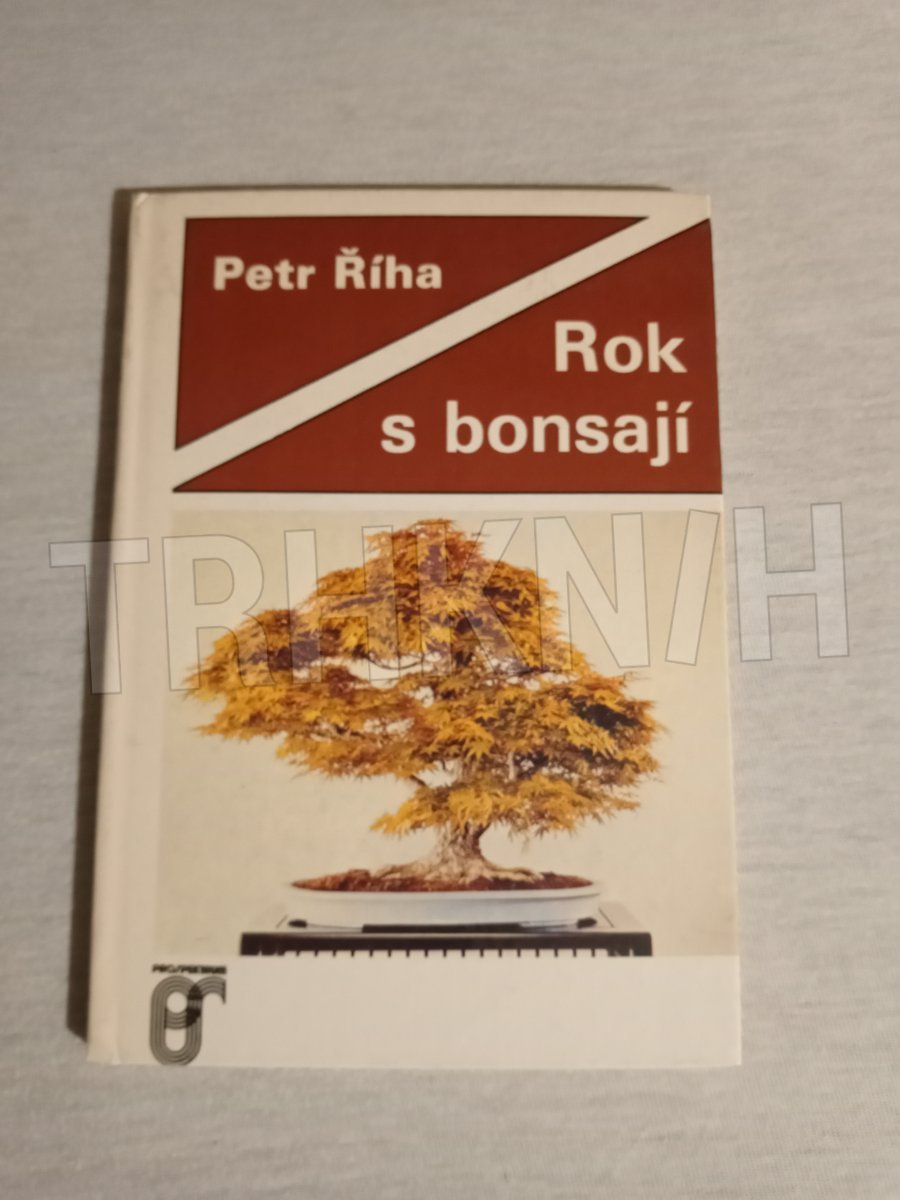 Petr Říha
Rok
s bonsají
TRHKNIH